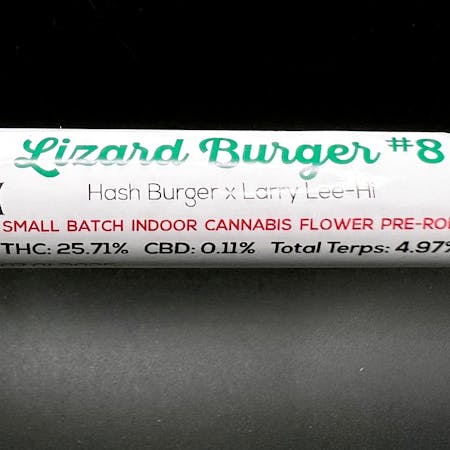 Lizard Burger #8
Hash Burger x Larry Lee-Hi
SMALL BATCH INDOOR CANNABIS FLOWER PRE-RO
THC: 25.71% CBD: 0.11% Total Terps: 4.97%